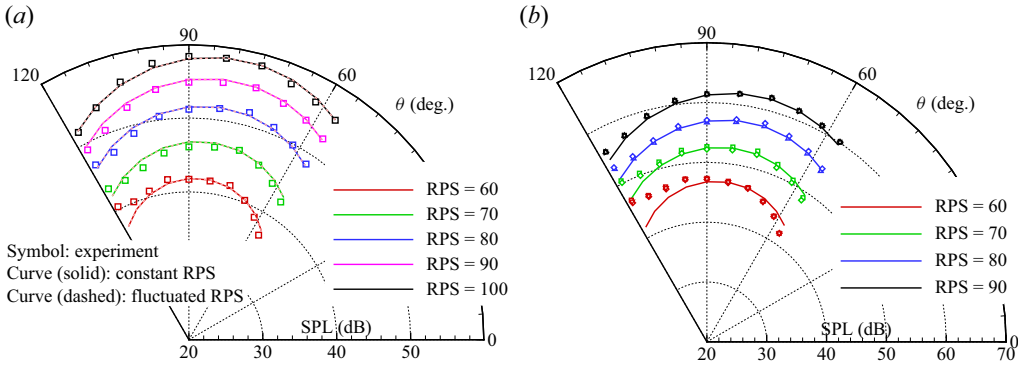 (a)
90
120
60
θ (deg.)
RPS = 60
RPS = 70
RPS = 80
RPS = 90
RPS = 100
Symbol: experiment
Curve (solid): constant RPS
Curve (dashed): fluctuated RPS
SPL (dB)
0
20 30 40 50
(b)
90
120
60
θ (deg.)
RPS = 60
RPS = 70
RPS = 80
RPS = 90
SPL (dB)
0
20 30 40 50 60 70